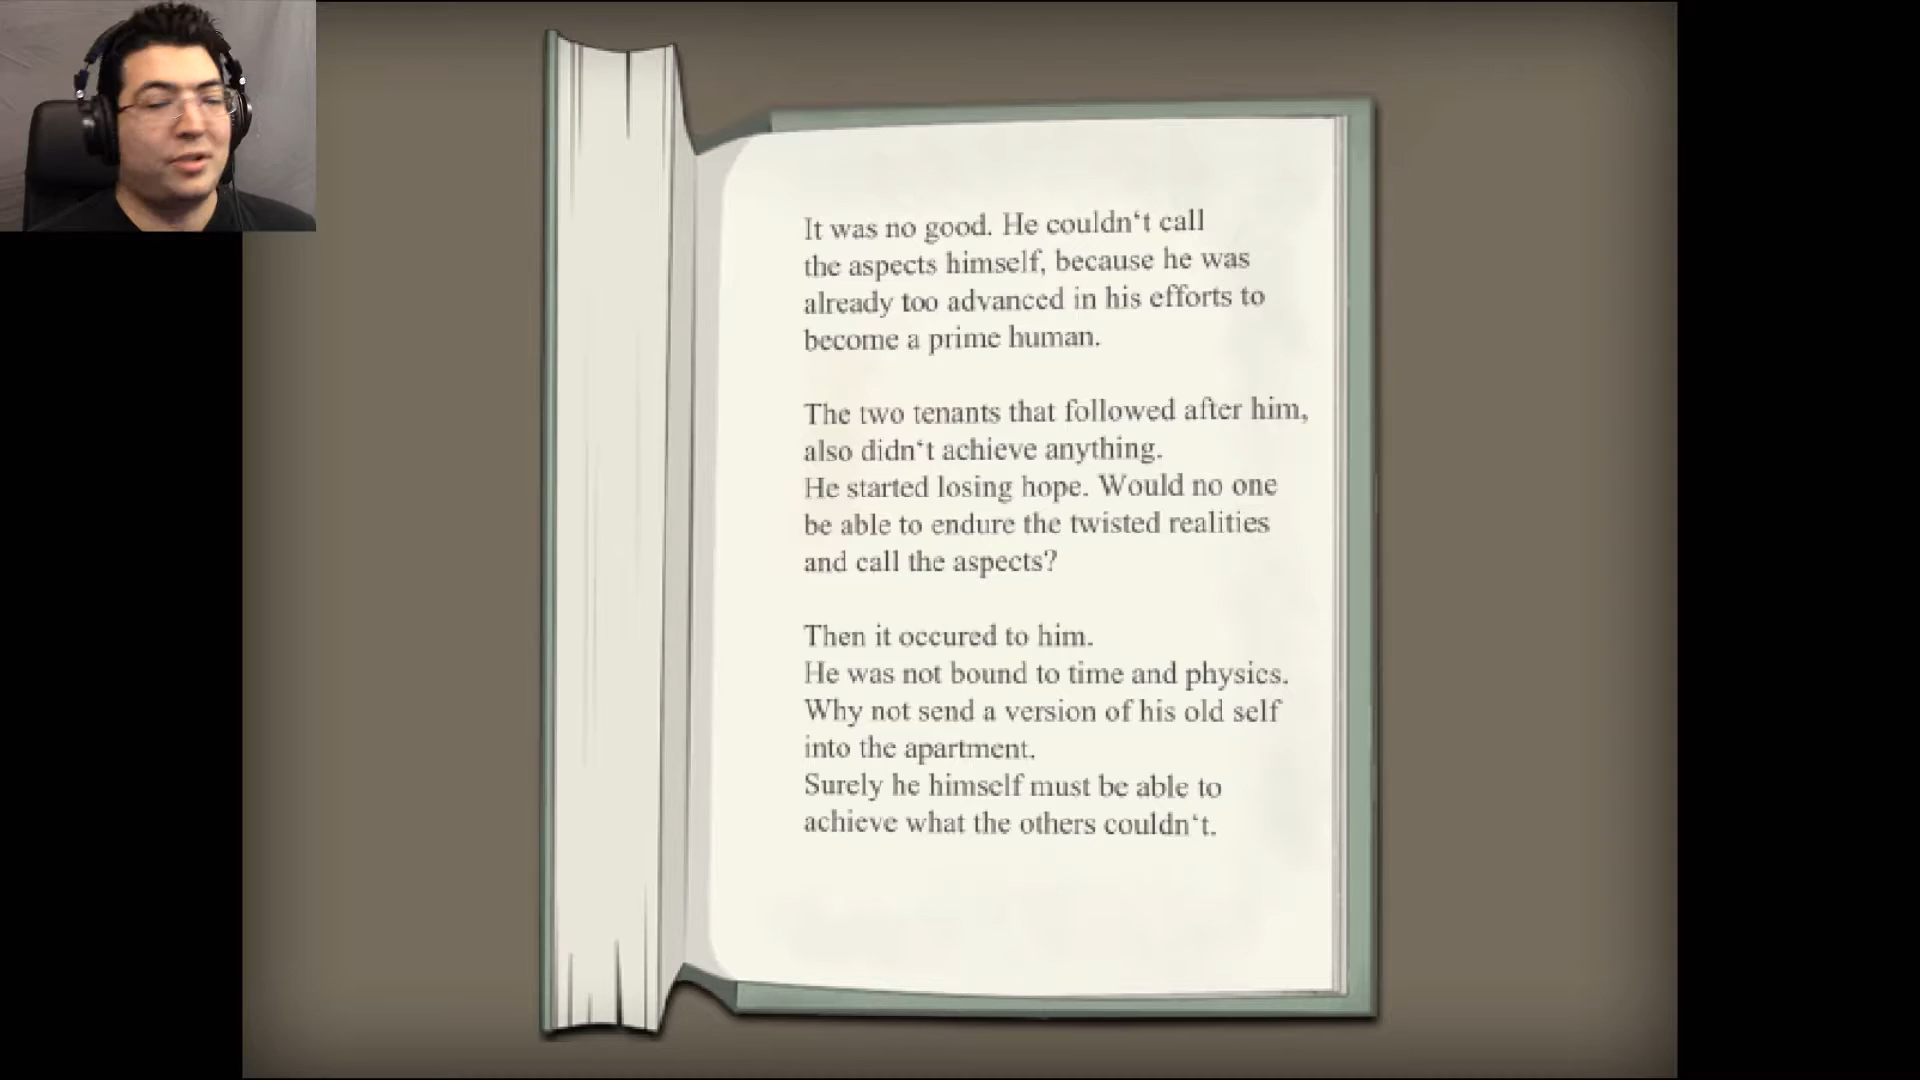 It was no good. He couldn‘t call
the aspects himself, because he was
already too advanced in his efforts to
become a prime human.
The two tenants that followed after him,
also didn‘t achieve anything.
He started losing hope. Would no one
be able to endure the twisted realities
and call the aspects?
Then it occured to him.
He was not bound to time and physics.
Why not send a version of his old self
into the apartment.
Surely he himself must be able to
achieve what the others couldn‘t.